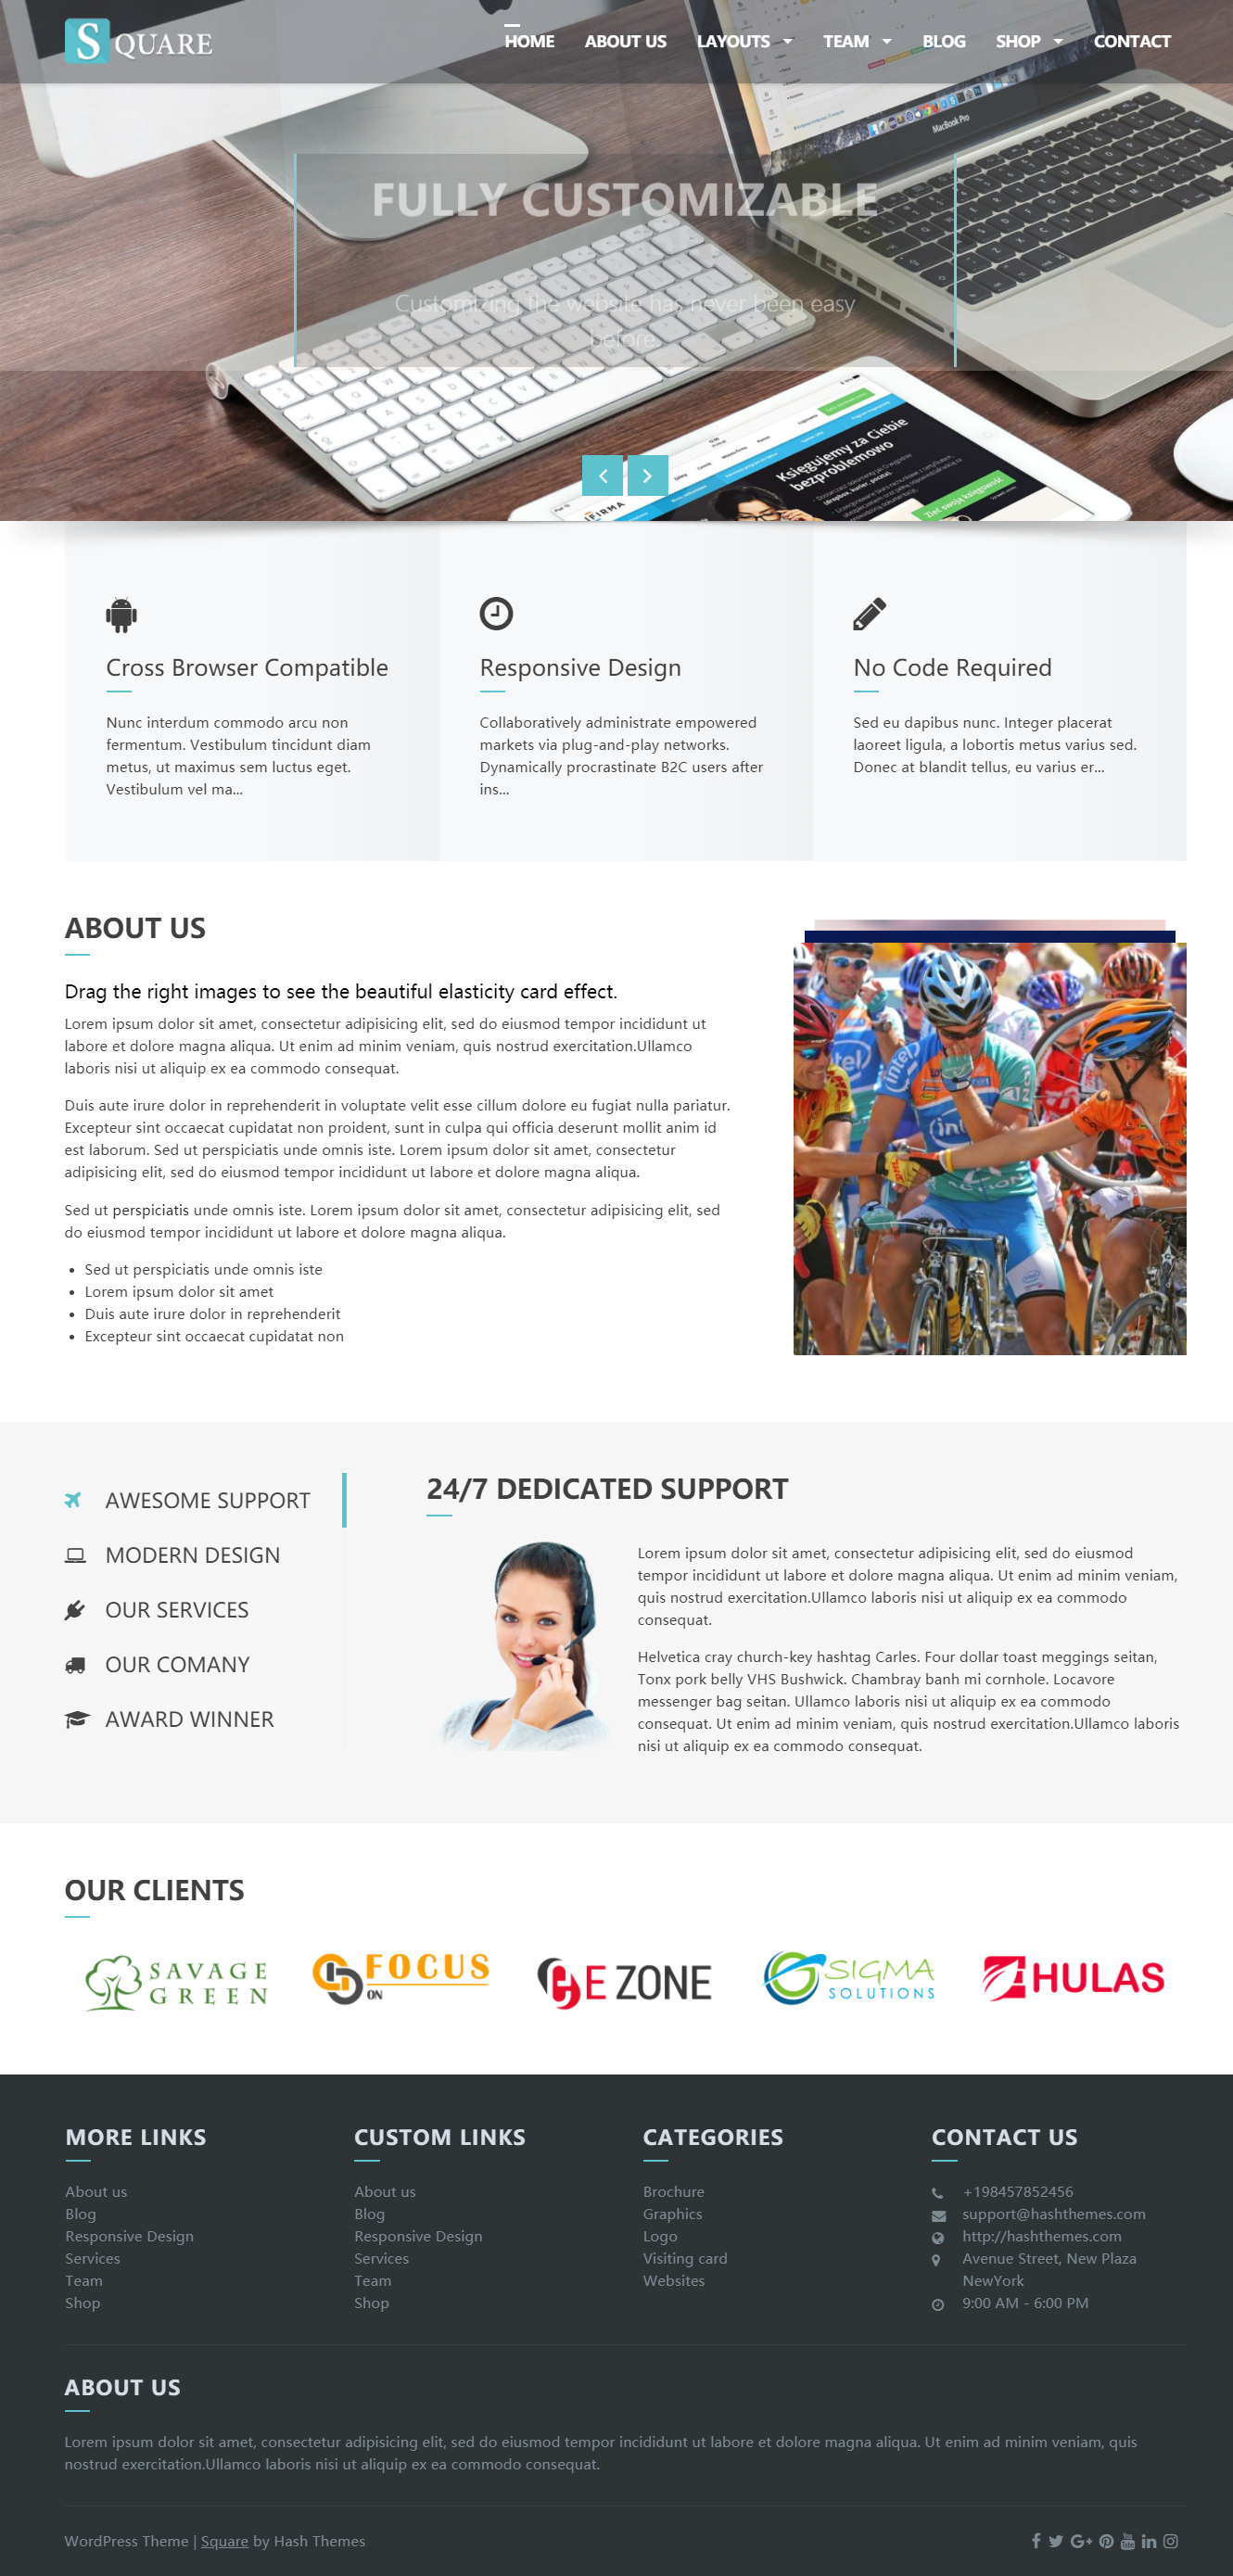 SQUARE
HOME ABOUT US LAYOUTS TEAM BLOG SHOP CONTACT
MacBook Pro
FULLY CUSTOMIZABLE
Customizing the website has never been easy
before
Księgujemy za Ciebie
bezproblemowo
Cross Browser Compatible
Nunc interdum commodo arcu non
fermentum. Vestibulum tincidunt diam
metus, ut maximus sem luctus eget.
Vestibulum vel ma...
Responsive Design
Collaboratively administrate empowered
markets via plug-and-play networks.
Dynamically procrastinate B2C users after
ins...
No Code Required
Sed eu dapibus nunc. Integer placerat
laoreet ligula, a lobortis metus varius sed.
Donec at blandit tellus, eu varius er...
ABOUT US
Drag the right images to see the beautiful elasticity card effect.
Lorem ipsum dolor sit amet, consectetur adipisicing elit, sed do eiusmod tempor incididunt ut
labore et dolore magna aliqua. Ut enim ad minim veniam, quis nostrud exercitation.Ullamco
laboris nisi ut aliquip ex ea commodo consequat.
Duis aute irure dolor in reprehenderit in voluptate velit esse cillum dolore eu fugiat nulla pariatur.
Excepteur sint occaecat cupidatat non proident, sunt in culpa qui officia deserunt mollit anim id
est laborum. Sed ut perspiciatis unde omnis iste. Lorem ipsum dolor sit amet, consectetur
adipisicing elit, sed do eiusmod tempor incididunt ut labore et dolore magna aliqua.
Sed ut perspiciatis unde omnis iste. Lorem ipsum dolor sit amet, consectetur adipisicing elit, sed
do eiusmod tempor incididunt ut labore et dolore magna aliqua.
Sed ut perspiciatis unde omnis iste
Lorem ipsum dolor sit amet
Duis aute irure dolor in reprehenderit
Excepteur sint occaecat cupidatat non
intel
AWESOME SUPPORT
MODERN DESIGN
OUR SERVICES
OUR COMANY
AWARD WINNER
24/7 DEDICATED SUPPORT
Lorem ipsum dolor sit amet, consectetur adipisicing elit, sed do eiusmod
tempor incididunt ut labore et dolore magna aliqua. Ut enim ad minim veniam,
quis nostrud exercitation.Ullamco laboris nisi ut aliquip ex ea commodo
consequat.
Helvetica cray church-key hashtag Carles. Four dollar toast meggings seitan,
Tonx pork belly VHS Bushwick. Chambray banh mi cornhole. Locavore
messenger bag seitan. Ullamco laboris nisi ut aliquip ex ea commodo
consequat. Ut enim ad minim veniam, quis nostrud exercitation.Ullamco laboris
nisi ut aliquip ex ea commodo consequat.
OUR CLIENTS
SAVAGE
GREEN
FOCUS
ON
E ZONE
SIGMA
SOLUTIONS
HULAS
MORE LINKS
About us
Blog
Responsive Design
Services
Team
Shop
CUSTOM LINKS
About us
Blog
Responsive Design
Services
Team
Shop
CATEGORIES
Brochure
Graphics
Logo
Visiting card
Websites
CONTACT US
+198457852456
support@hashthemes.com
http://hashthemes.com
Avenue Street, New Plaza
NewYork
9:00 AM - 6:00 PM
ABOUT US
Lorem ipsum dolor sit amet, consectetur adipisicing elit, sed do eiusmod tempor incididunt ut labore et dolore magna aliqua. Ut enim ad minim veniam, quis
nostrud exercitation.Ullamco laboris nisi ut aliquip ex ea commodo consequat.
WordPress Theme | Square by Hash Themes